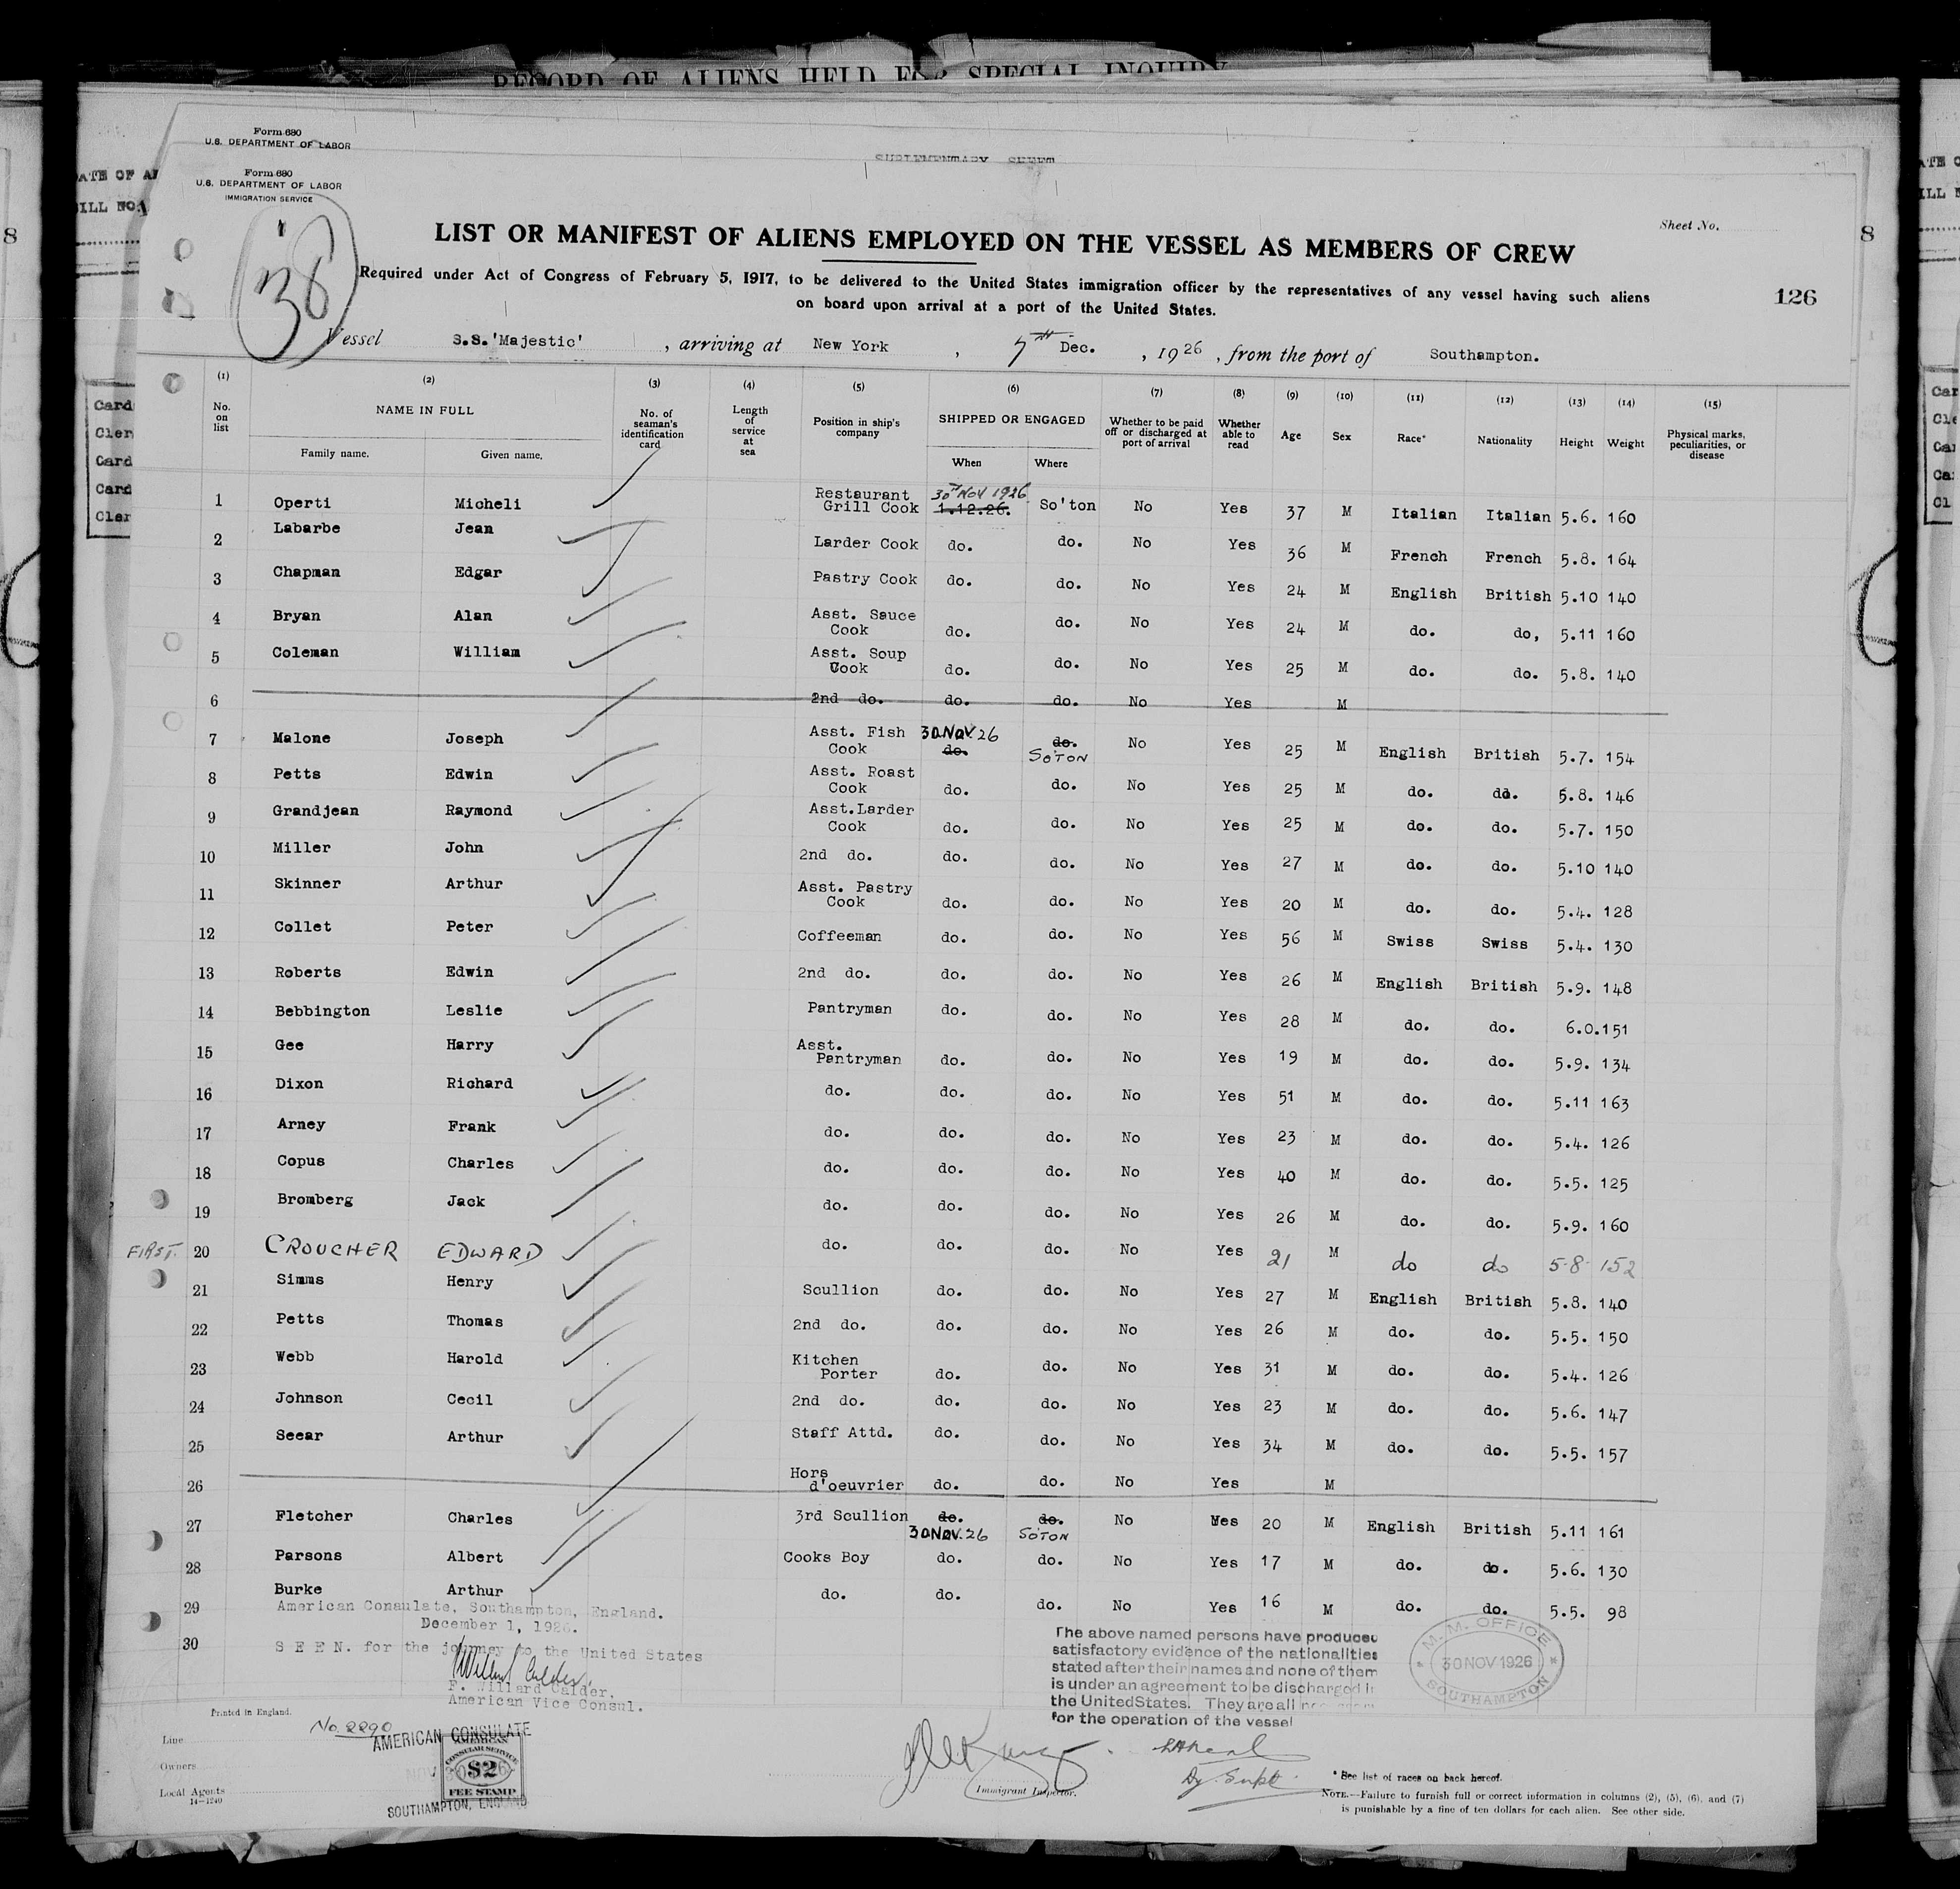 RECORD OF ALIENS HELD FOR SPECIAL INQUIRY
Form 680
U.S. DEPARTMENT OF LABOR
SUPPLEMENTARY SHEET
Form 680
U.S. DEPARTMENT OF LABOR
IMMIGRATION SERVICE
38
Sheet No.
LIST OR MANIFEST OF ALIENS EMPLOYED ON THE VESSEL AS MEMBERS OF CREW
Required under Act of Congress of February 5, 1917, to be delivered to the United States immigration officer by the representatives of any vessel having such aliens
on board upon arrival at a port of the United States.
126
Vessel S.S.'Majestic' , arriving at New York , 7th Dec. , 1926 , from the port of Southampton.
(1) (2) (3) (4) (5) (6) (7) (8) (9) (10) (11) (12) (13) (14) (15)
No. on list NAME IN FULL Family name. Given name. No. of seaman's identification card Length of service at sea Position in ship's company SHIPPED OR ENGAGED When Where Whether to be paid off or discharged at port of arrival Whether able to read Age Sex Race* Nationality Height Weight Physical marks, peculiarities, or disease
1 Operti Micheli Restaurant Grill Cook 30th NOV 1926 1.12.26. So'ton No Yes 37 M Italian Italian 5.6. 160
2 Labarbe Jean Larder Cook do. do. No Yes 36 M French French 5.8. 164
3 Chapman Edgar Pastry Cook do. do. No Yes 24 M English British 5.10 140
4 Bryan Alan Asst. Sauce Cook do. do. No Yes 24 M do. do, 5.11 160
5 Coleman William Asst. Soup Cook do. do. No Yes 25 M do. do. 5.8. 140
6 2nd do. do. do. No Yes M
7 Malone Joseph Asst. Fish Cook 30 NOV. 26 do. do. SOTON No Yes 25 M English British 5.7. 154
8 Petts Edwin Asst. Roast Cook do. do. No Yes 25 M do. do. 5.8. 146
9 Grandjean Raymond Asst.Larder Cook do. do. No Yes 25 M do. do. 5.7. 150
10 Miller John 2nd do. do. do. No Yes 27 M do. do. 5.10 140
11 Skinner Arthur Asst. Pastry Cook do. do. No Yes 20 M do. do. 5.4. 128
12 Collet Peter Coffeeman do. do. No Yes 56 M Swiss Swiss 5.4. 130
13 Roberts Edwin 2nd do. do. do. No Yes 26 M English British 5.9. 148
14 Bebbington Leslie Pantryman do. do. No Yes 28 M do. do. 6.0. 151
15 Gee Harry Asst. Pantryman do. do. No Yes 19 M do. do. 5.9. 134
16 Dixon Richard do. do. do. No Yes 51 M do. do. 5.11 163
17 Arney Frank do. do. do. No Yes 23 M do. do. 5.4. 126
18 Copus Charles do. do. do. No Yes 40 M do. do. 5.5. 125
19 Bromberg Jack do. do. do. No Yes 26 M do. do. 5.9. 160
FIRST. 20 CROUCHER EDWARD do. do. do. No Yes 21 M do do 5-8 152
21 Simms Henry Scullion do. do. No Yes 27 M English British 5.8. 140
22 Petts Thomas 2nd do. do. do. No Yes 26 M do. do. 5.5. 150
23 Webb Harold Kitchen Porter do. do. No Yes 31 M do. do. 5.4. 126
24 Johnson Cecil 2nd do. do. do. No Yes 23 M do. do. 5.6. 147
25 Seear Arthur Staff Attd. do. do. No Yes 34 M do. do. 5.5. 157
26 Hors d'oeuvrier do. do. No Yes M
27 Fletcher Charles 3rd Scullion do. 30 NOV. 26 do. SOTON No Yes 20 M English British 5.11 161
28 Parsons Albert Cooks Boy do. do. No Yes 17 M do. do. 5.6. 130
29 Burke Arthur do. do. do. No Yes 16 M do. do. 5.5. 98
American Consulate, Southampton, England.
December 1, 1926.
30 S E E N. for the journey to the United States
F. Willard Calder,
American Vice Consul.
The above named persons have produced
satisfactory evidence of the nationalities
stated after their names and none of them
is under an agreement to be discharged in
the United States. They are all
for the operation of the vessel
M. M. OFFICE
30 NOV 1926
SOUTHAMPTON
Printed in England.
No. 2290
Line
Owners
Local Agents
14-1240
AMERICAN CONSULATE
AMERICAN
CONSULAR SERVICE
$2
FEE STAMP
SOUTHAMPTON, ENGLAND
Immigrant Inspector.
Dy. Supt.
* See list of races on back hereof.
NOTE.—Failure to furnish full or correct information in columns (2), (5), (6), and (7)
is punishable by a fine of ten dollars for each alien. See other side.